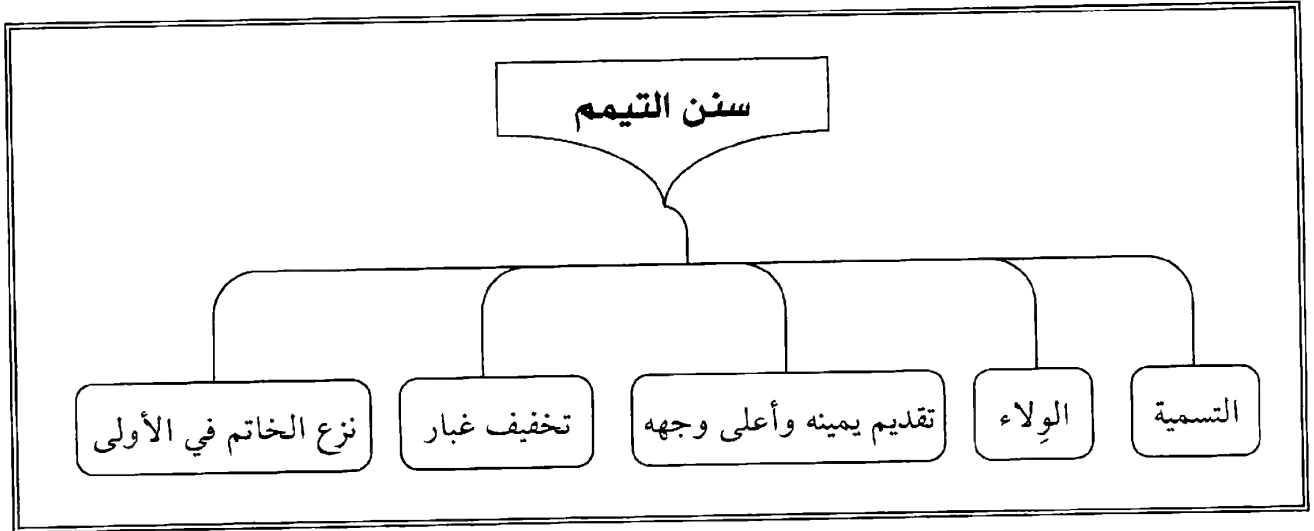 سنن التيمم
التسمية
الوِلاء
تقديم يمينه وأعلى وجهه
تخفيف غبار
نزع الخاتم في الأولى